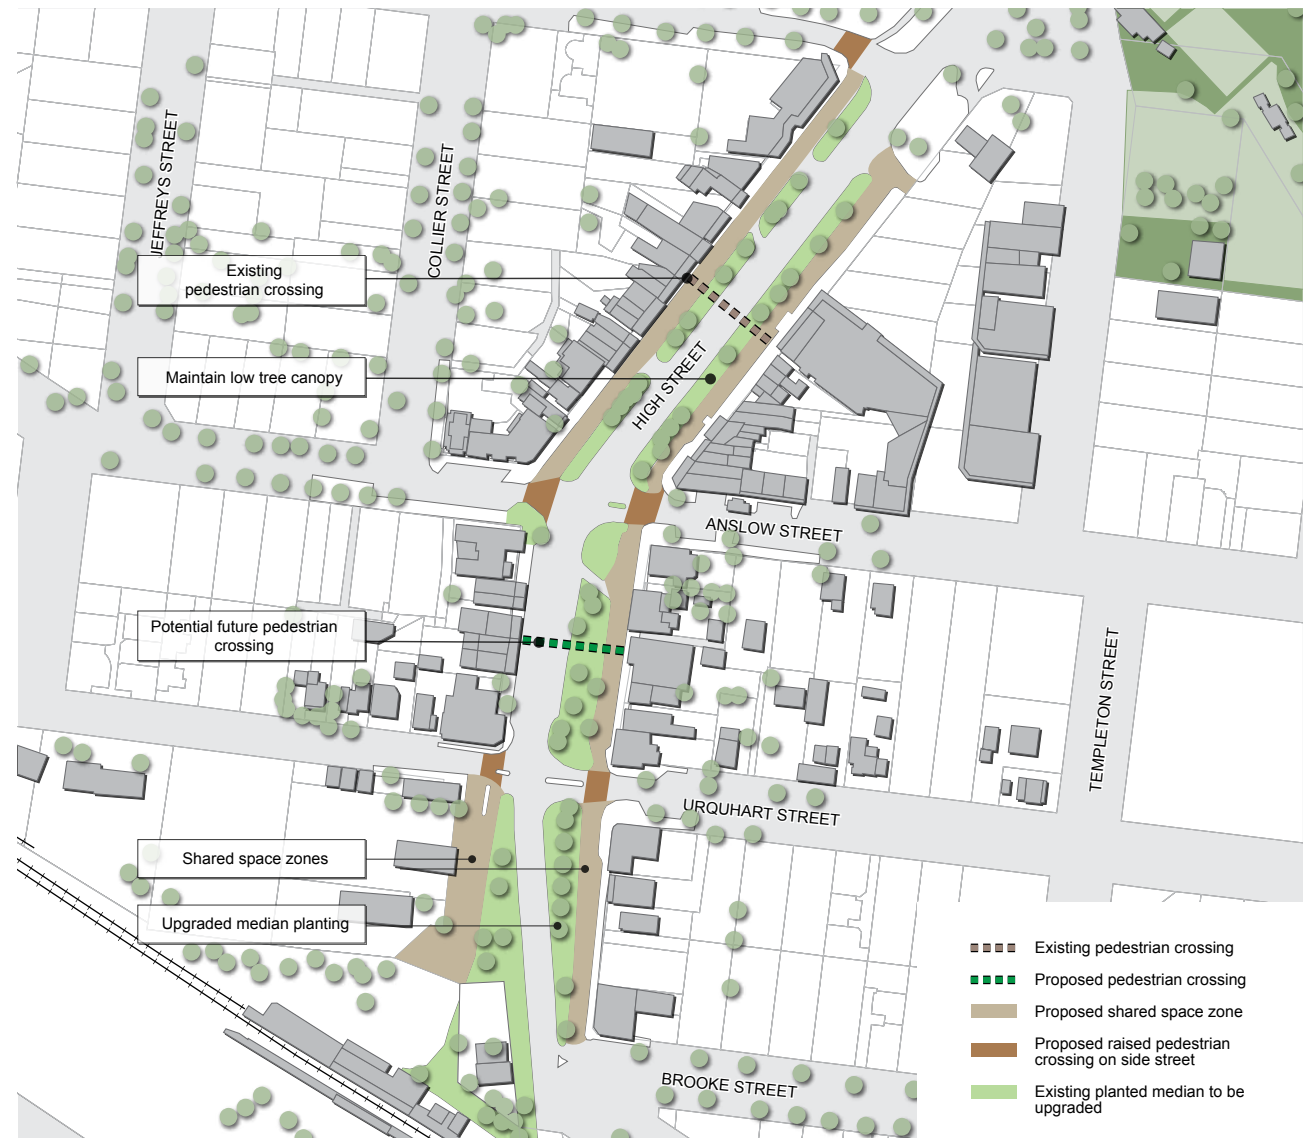 JEFFREYS STREET
COLLIER STREET
Existing
pedestrian crossing
Maintain low tree canopy
HIGH STREET
ANSLOW STREET
Potential future pedestrian
crossing
TEMPLETON STREET
URQUHART STREET
Shared space zones
Upgraded median planting
BROOKE STREET
Existing pedestrian crossing
Proposed pedestrian crossing
Proposed shared space zone
Proposed raised pedestrian
crossing on side street
Existing planted median to be
upgraded